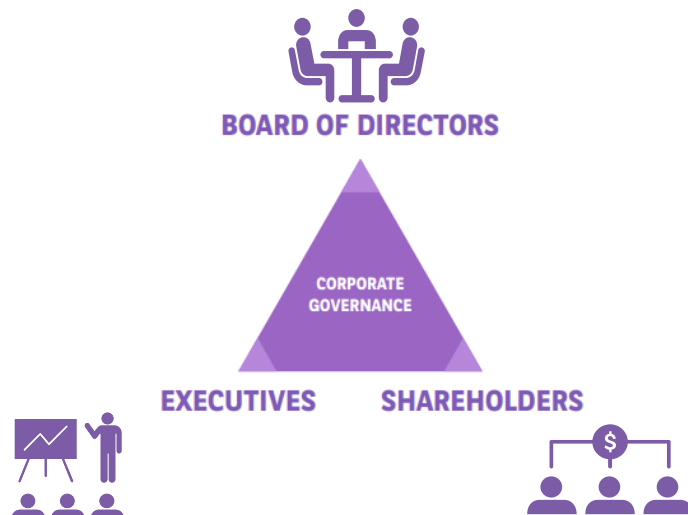 BOARD OF DIRECTORS
CORPORATE
GOVERNANCE
EXECUTIVES
SHAREHOLDERS
$